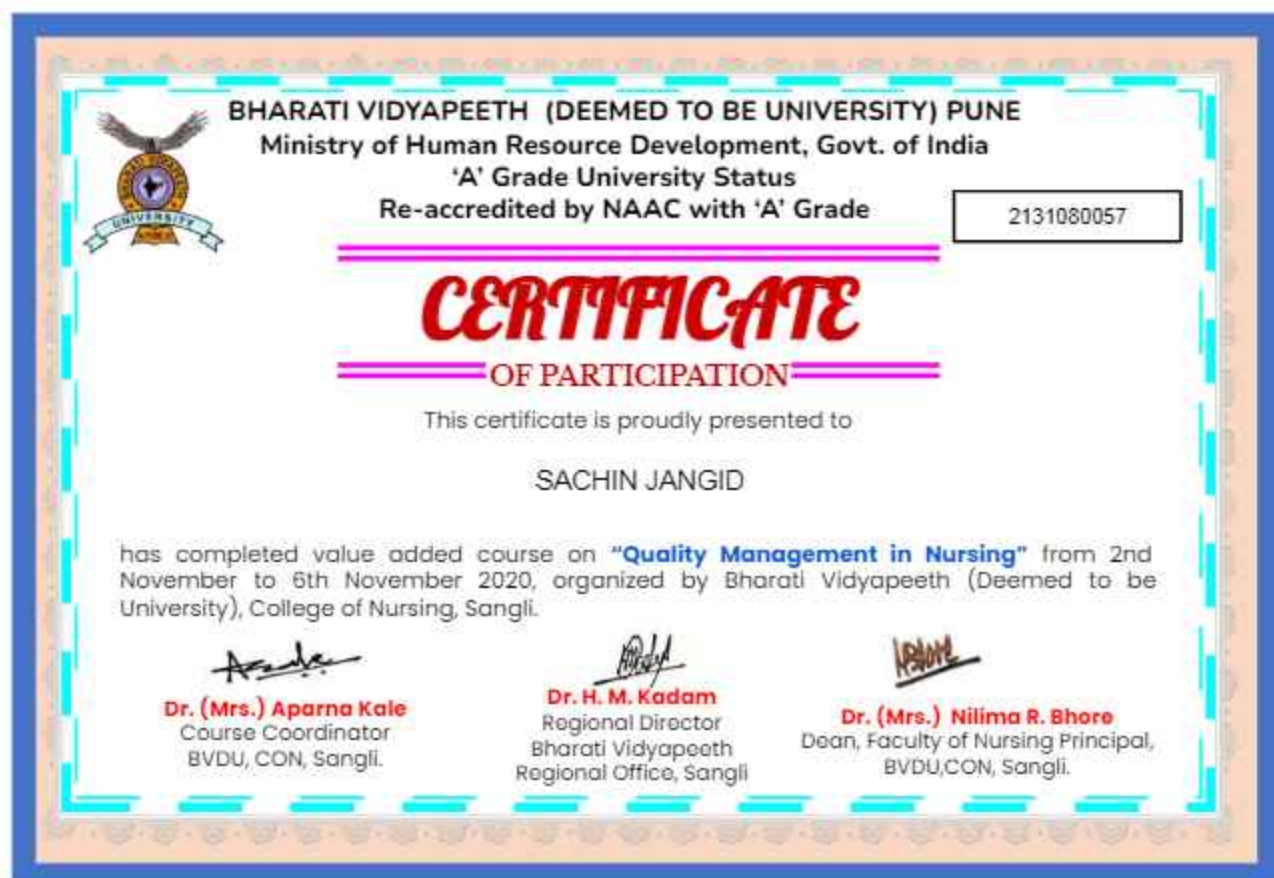 BHARATI VIDYAPEETH (DEEMED TO BE UNIVERSITY) PUNE
Ministry of Human Resource Development, Govt. of India
‘A’ Grade University Status
Re-accredited by NAAC with ‘A’ Grade
2131080057
BHARATI VIDYAPEETH
UNIVERSITY
CERTIFICATE
OF PARTICIPATION
This certificate is proudly presented to
SACHIN JANGID
has completed value added course on “Quality Management in Nursing” from 2nd
November to 6th November 2020, organized by Bharati Vidyapeeth (Deemed to be
University), College of Nursing, Sangli.
Dr. (Mrs.) Aparna Kale
Course Coordinator
BVDU, CON, Sangli.
Dr. H. M. Kadam
Regional Director
Bharati Vidyapeeth
Regional Office, Sangli
Dr. (Mrs.) Nilima R. Bhore
Dean, Faculty of Nursing Principal,
BVDU,CON, Sangli.